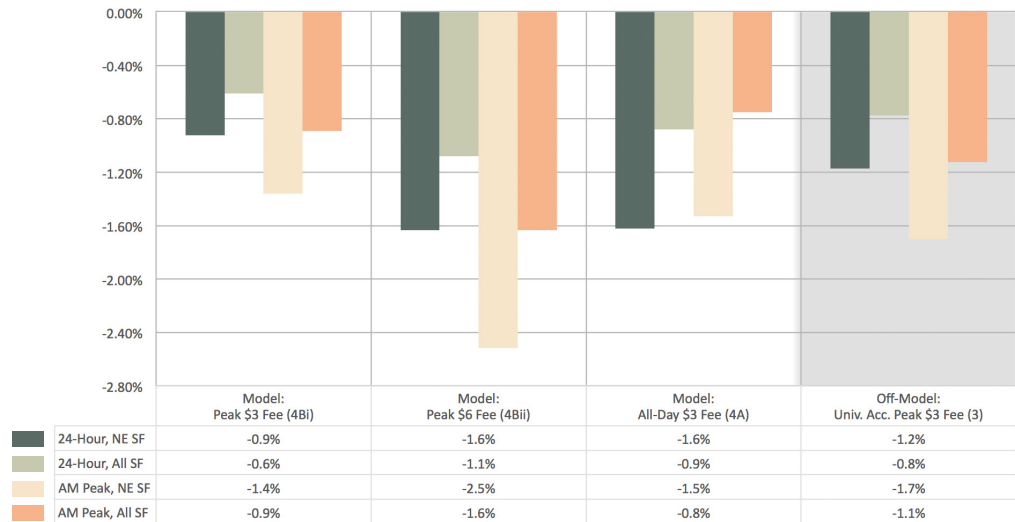 0.00%
-0.40%
-0.80%
-1.20%
-1.60%
-2.00%
-2.40%
-2.80%
Model:
Peak $3 Fee (4Bi)
Model:
Peak $6 Fee (4Bii)
Model:
All-Day $3 Fee (4A)
Off-Model:
Univ. Acc. Peak $3 Fee (3)
24-Hour, NE SF -0.9% -1.6% -1.6% -1.2%
24-Hour, All SF -0.6% -1.1% -0.9% -0.8%
AM Peak, NE SF -1.4% -2.5% -1.5% -1.7%
AM Peak, All SF -0.9% -1.6% -0.8% -1.1%